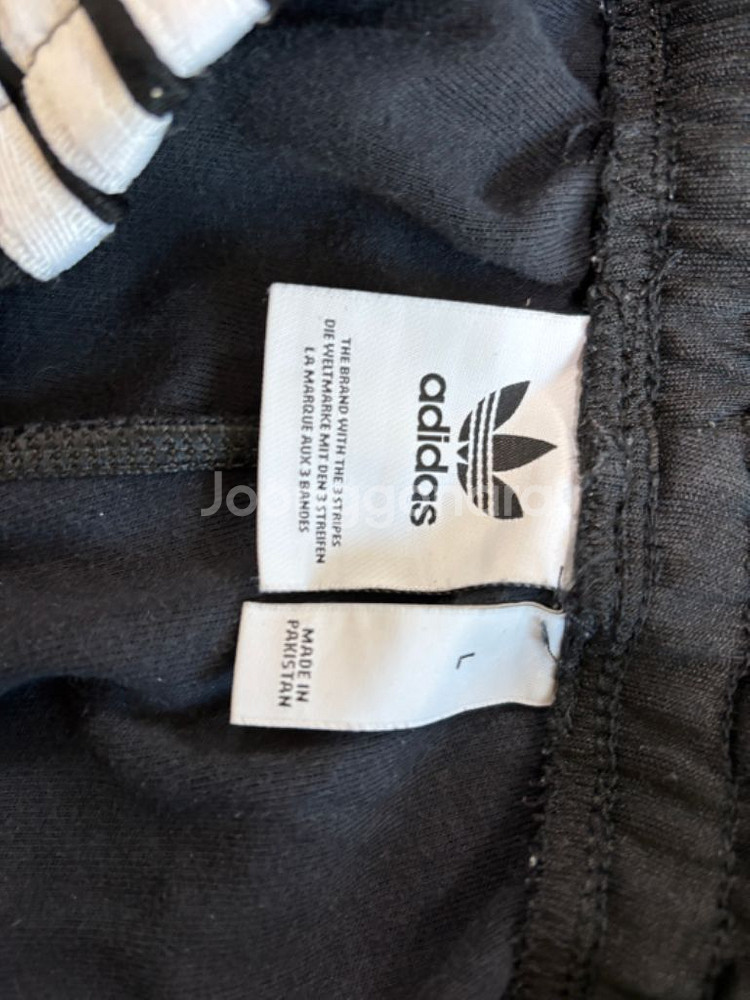 adidas
THE BRAND WITH THE 3 STRIPES
DIE WELTMARKE MIT DEN 3 STREIFEN
LA MARQUE AUX 3 BANDES
L
MADE IN
PAKISTAN